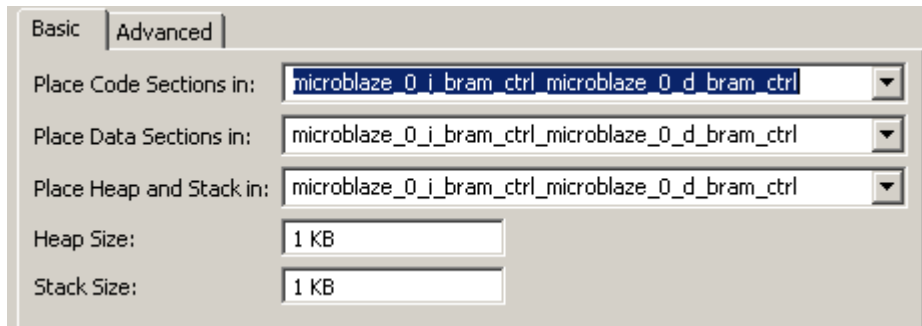 Basic Advanced
Place Code Sections in: microblaze_0_i_bram_ctrl_microblaze_0_d_bram_ctrl
Place Data Sections in: microblaze_0_i_bram_ctrl_microblaze_0_d_bram_ctrl
Place Heap and Stack in: microblaze_0_i_bram_ctrl_microblaze_0_d_bram_ctrl
Heap Size: 1 KB
Stack Size: 1 KB